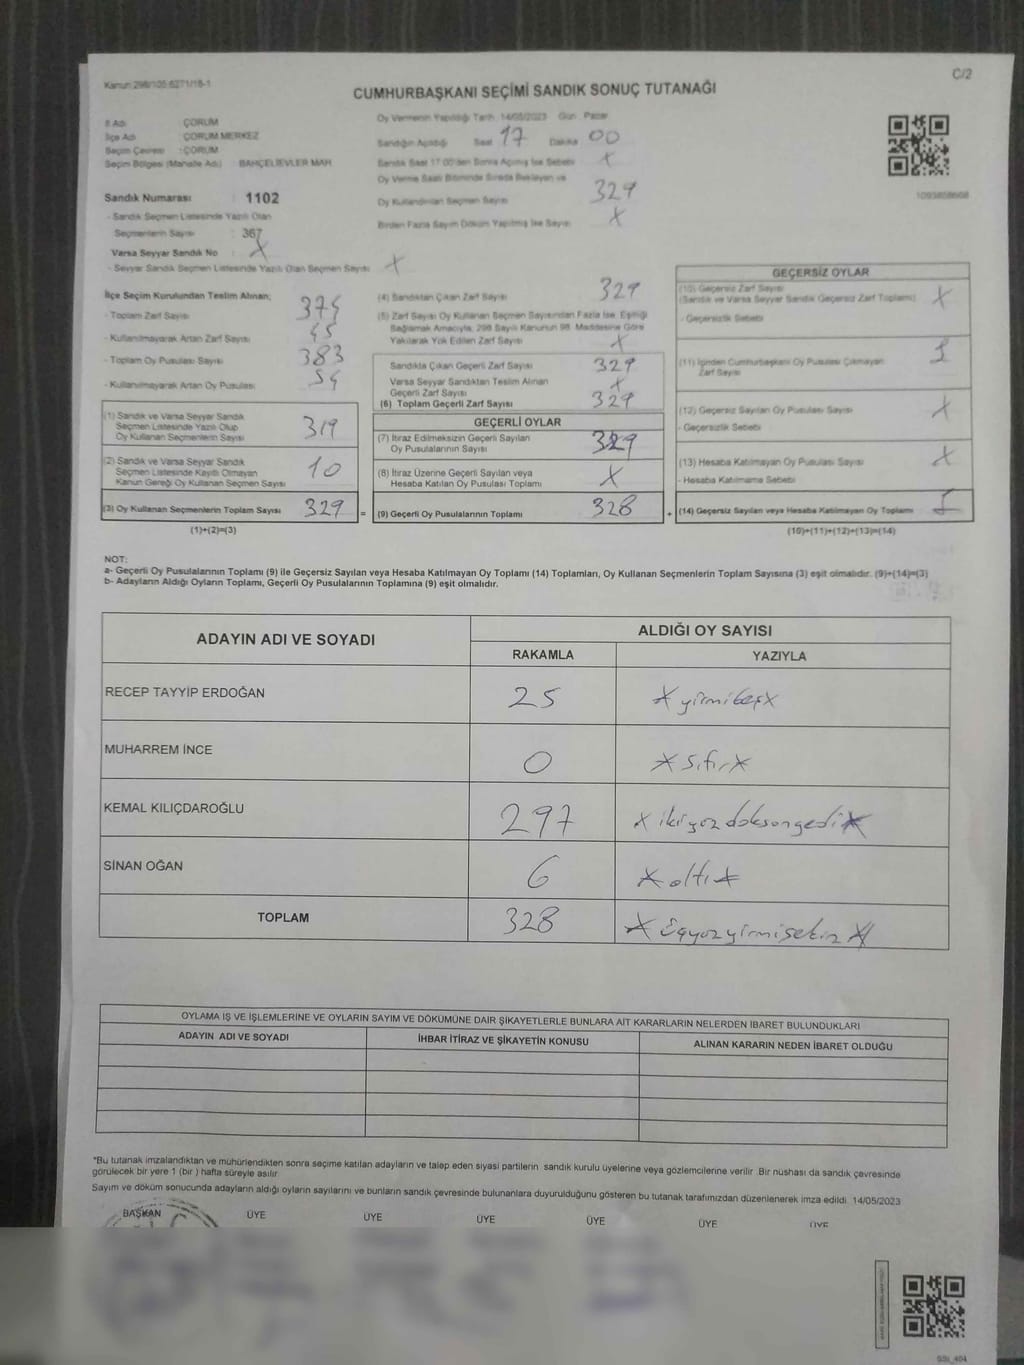 Kanun: 298/105 6271/18-1
C/2
CUMHURBAŞKANI SEÇİMİ SANDIK SONUÇ TUTANAĞI
İl Adı : ÇORUM
İlçe Adı : ÇORUM MERKEZ
Seçim Çevresi : ÇORUM
Seçim Bölgesi (Mahalle Adı) : BAHÇELİEVLER MAH.
Sandık Numarası : 1102
- Sandık Seçmen Listesinde Yazılı Olan
Seçmenlerin Sayısı : 367
Varsa Seyyar Sandık No : X
- Seyyar Sandık Seçmen Listesinde Yazılı Olan Seçmen Sayısı X
Oy Vermenin Yapıldığı Tarih 14/05/2023 Gün : Pazar
Sandığın Açıldığı Saat 17 Dakika 00
Sandık Saat 17.00'den Sonra Açılmış İse Sebebi X
Oy Verme Saati Bitiminde Sırada Bekleyen ve
Oy Kullandırılan Seçmen Sayısı 329
Birden Fazla Sayım Döküm Yapılmış İse Sayısı X
1093858608
İlçe Seçim Kurulundan Teslim Alınan;
- Toplam Zarf Sayısı 374
- Kullanılmayarak Artan Zarf Sayısı 45
- Toplam Oy Pusulası Sayısı 383
- Kullanılmayarak Artan Oy Pusulası 54
(1) Sandık ve Varsa Seyyar Sandık
Seçmen Listesinde Yazılı Olup
Oy Kullanan Seçmenlerin Sayısı 319
(2) Sandık ve Varsa Seyyar Sandık
Seçmen Listesinde Kayıtlı Olmayan
Kanun Gereği Oy Kullanan Seçmen Sayısı 10
(3) Oy Kullanan Seçmenlerin Toplam Sayısı 329
(1)+(2)=(3)
(4) Sandıktan Çıkan Zarf Sayısı 329
(5) Zarf Sayısı Oy Kullanan Seçmen Sayısından Fazla İse, Eşitliği
Sağlamak Amacıyla, 298 Sayılı Kanunun 98. Maddesine Göre
Yakılarak Yok Edilen Zarf Sayısı X
Sandıkta Çıkan Geçerli Zarf Sayısı 329
Varsa Seyyar Sandıktan Teslim Alınan
Geçerli Zarf Sayısı X
(6) Toplam Geçerli Zarf Sayısı 329
GEÇERLİ OYLAR
(7) İtiraz Edilmeksizin Geçerli Sayılan
Oy Pusulalarının Sayısı 329
(8) İtiraz Üzerine Geçerli Sayılan veya
Hesaba Katılan Oy Pusulası Toplamı X
= (9) Geçerli Oy Pusulalarının Toplamı 328
GEÇERSİZ OYLAR
(10) Geçersiz Zarf Sayısı
(Sandık ve Varsa Seyyar Sandık Geçersiz Zarf Toplamı) X
- Geçersizlik Sebebi
(11) İçinden Cumhurbaşkanı Oy Pusulası Çıkmayan
Zarf Sayısı 1
(12) Geçersiz Sayılan Oy Pusulası Sayısı X
- Geçersizlik Sebebi
(13) Hesaba Katılmayan Oy Pusulası Sayısı X
- Hesaba Katılmama Sebebi
+ (14) Geçersiz Sayılan veya Hesaba Katılmayan Oy Toplamı 1
(10)+(11)+(12)+(13)=(14)
NOT:
a- Geçerli Oy Pusulalarının Toplamı (9) ile Geçersiz Sayılan veya Hesaba Katılmayan Oy Toplamı (14) Toplamları, Oy Kullanan Seçmenlerin Toplam Sayısına (3) eşit olmalıdır. (9)+(14)=(3)
b- Adayların Aldığı Oyların Toplamı, Geçerli Oy Pusulalarının Toplamına (9) eşit olmalıdır.
ADAYIN ADI VE SOYADI
ALDIĞI OY SAYISI
RAKAMLA
YAZIYLA
RECEP TAYYİP ERDOĞAN 25 X yirmibeş X
MUHARREM İNCE 0 X sıfır X
KEMAL KILIÇDAROĞLU 297 X ikiyüzdoksanyedi X
SİNAN OĞAN 6 X altı X
TOPLAM 328 X üçyüzyirmisekiz X
OYLAMA İŞ VE İŞLEMLERİNE VE OYLARIN SAYIM VE DÖKÜMÜNE DAİR ŞİKAYETLERLE BUNLARA AİT KARARLARIN NELERDEN İBARET BULUNDUKLARI
ADAYIN ADI VE SOYADI
İHBAR İTİRAZ VE ŞİKAYETİN KONUSU
ALINAN KARARIN NEDEN İBARET OLDUĞU
*Bu tutanak imzalandıktan ve mühürlendikten sonra seçime katılan adayların ve talep eden siyasi partilerin sandık kurulu üyelerine veya gözlemcilerine verilir. Bir nüshası da sandık çevresinde
görülecek bir yere 1 (bir) hafta süreyle asılır.
Sayım ve döküm sonucunda adayların aldığı oyların sayılarını ve bunların sandık çevresinde bulunanlara duyurulduğunu gösteren bu tutanak tarafımızdan düzenlenerek imza edildi. 14/05/2023
BAŞKAN ÜYE ÜYE ÜYE ÜYE ÜYE ÜYE